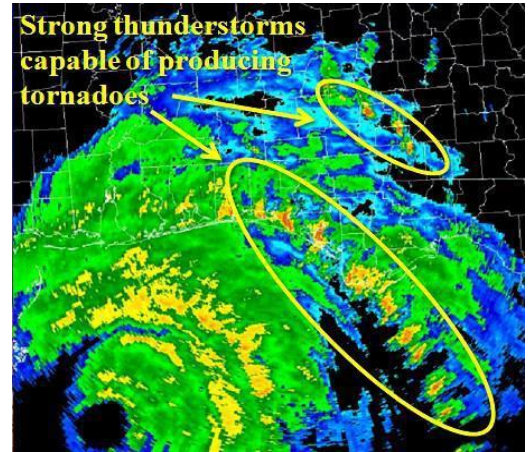 Strong thunderstorms
capable of producing
tornadoes